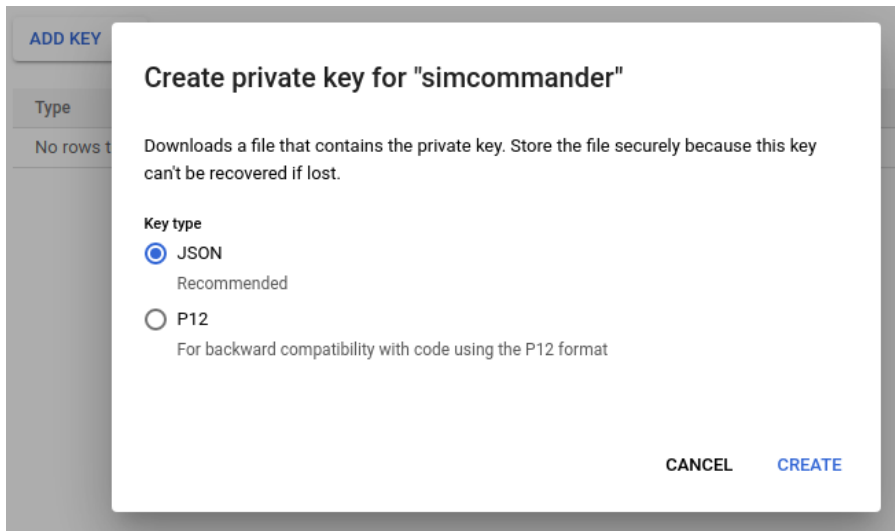 ADD KEY
Create private key for "simcommander"
Type
No rows t
Downloads a file that contains the private key. Store the file securely because this key
can't be recovered if lost.
Key type
JSON
Recommended
P12
For backward compatibility with code using the P12 format
CANCEL CREATE